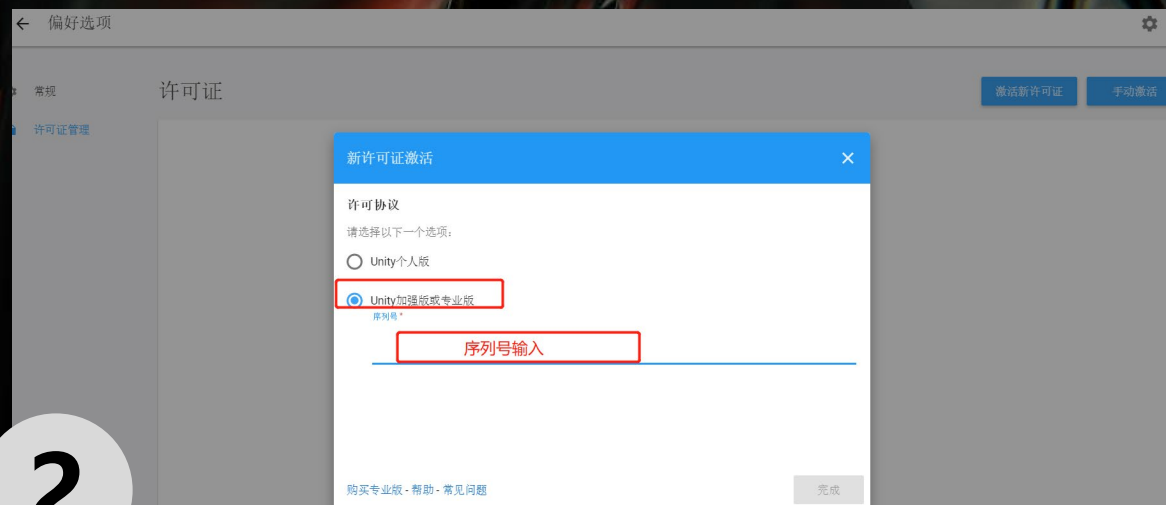 偏好选项
常规
许可证
激活新许可证
手动激活
许可证管理
新许可证激活
许可协议
请选择以下一个选项:
Unity个人版
Unity加强版或专业版
序列号 *
序列号输入
购买专业版 - 帮助 - 常见问题
完成
2